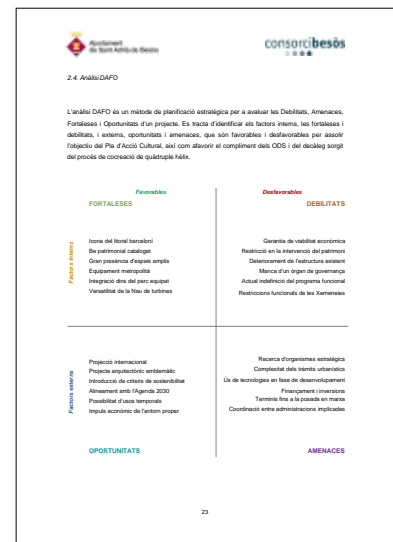 Ajuntament
de Sant Adrià de Besòs
consorcibesòs
2.4. Anàlisi DAFO
L'anàlisi DAFO és un mètode de planificació estratègica per a avaluar les Debilitats, Amenaces,
Fortaleses i Oportunitats d'un projecte. Es tracta d'identificar els factors interns, les fortaleses i
debilitats, i externs, oportunitats i amenaces, que són favorables i desfavorables per assolir
l'objectiu del Pla d'Acció Cultural, així com afavorir el compliment dels ODS i del decàleg sorgit
del procés de cocreació de quàdruple hèlix.
Favorables
Desfavorables
FORTALESES
DEBILITATS
Factors interns
Icona del litoral barceloní
Be patrimonial catalogat
Gran presència d'espais amplis
Equipament metropolità
Integració dins del parc equipat
Versatilitat de la Nau de turbines
Garantia de viabilitat econòmica
Restricció en la intervenció del patrimoni
Deteriorament de l'estructura existent
Manca d'un òrgan de governança
Actual indefinició del programa funcional
Restriccions funcionals de les Xemeneies
Factors externs
Projecció internacional
Projecte arquitectònic emblemàtic
Introducció de criteris de sostenibilitat
Alineament amb l'Agenda 2030
Possibilitat d'usos temporals
Impuls econòmic de l'entorn proper
Recerca d'organismes estratègics
Complexitat dels tràmits urbanístics
Ús de tecnologies en fase de desenvolupament
Finançament i inversions
Terminis fins a la posada en marxa
Coordinació entre administracions implicades
OPORTUNITATS
AMENACES
23